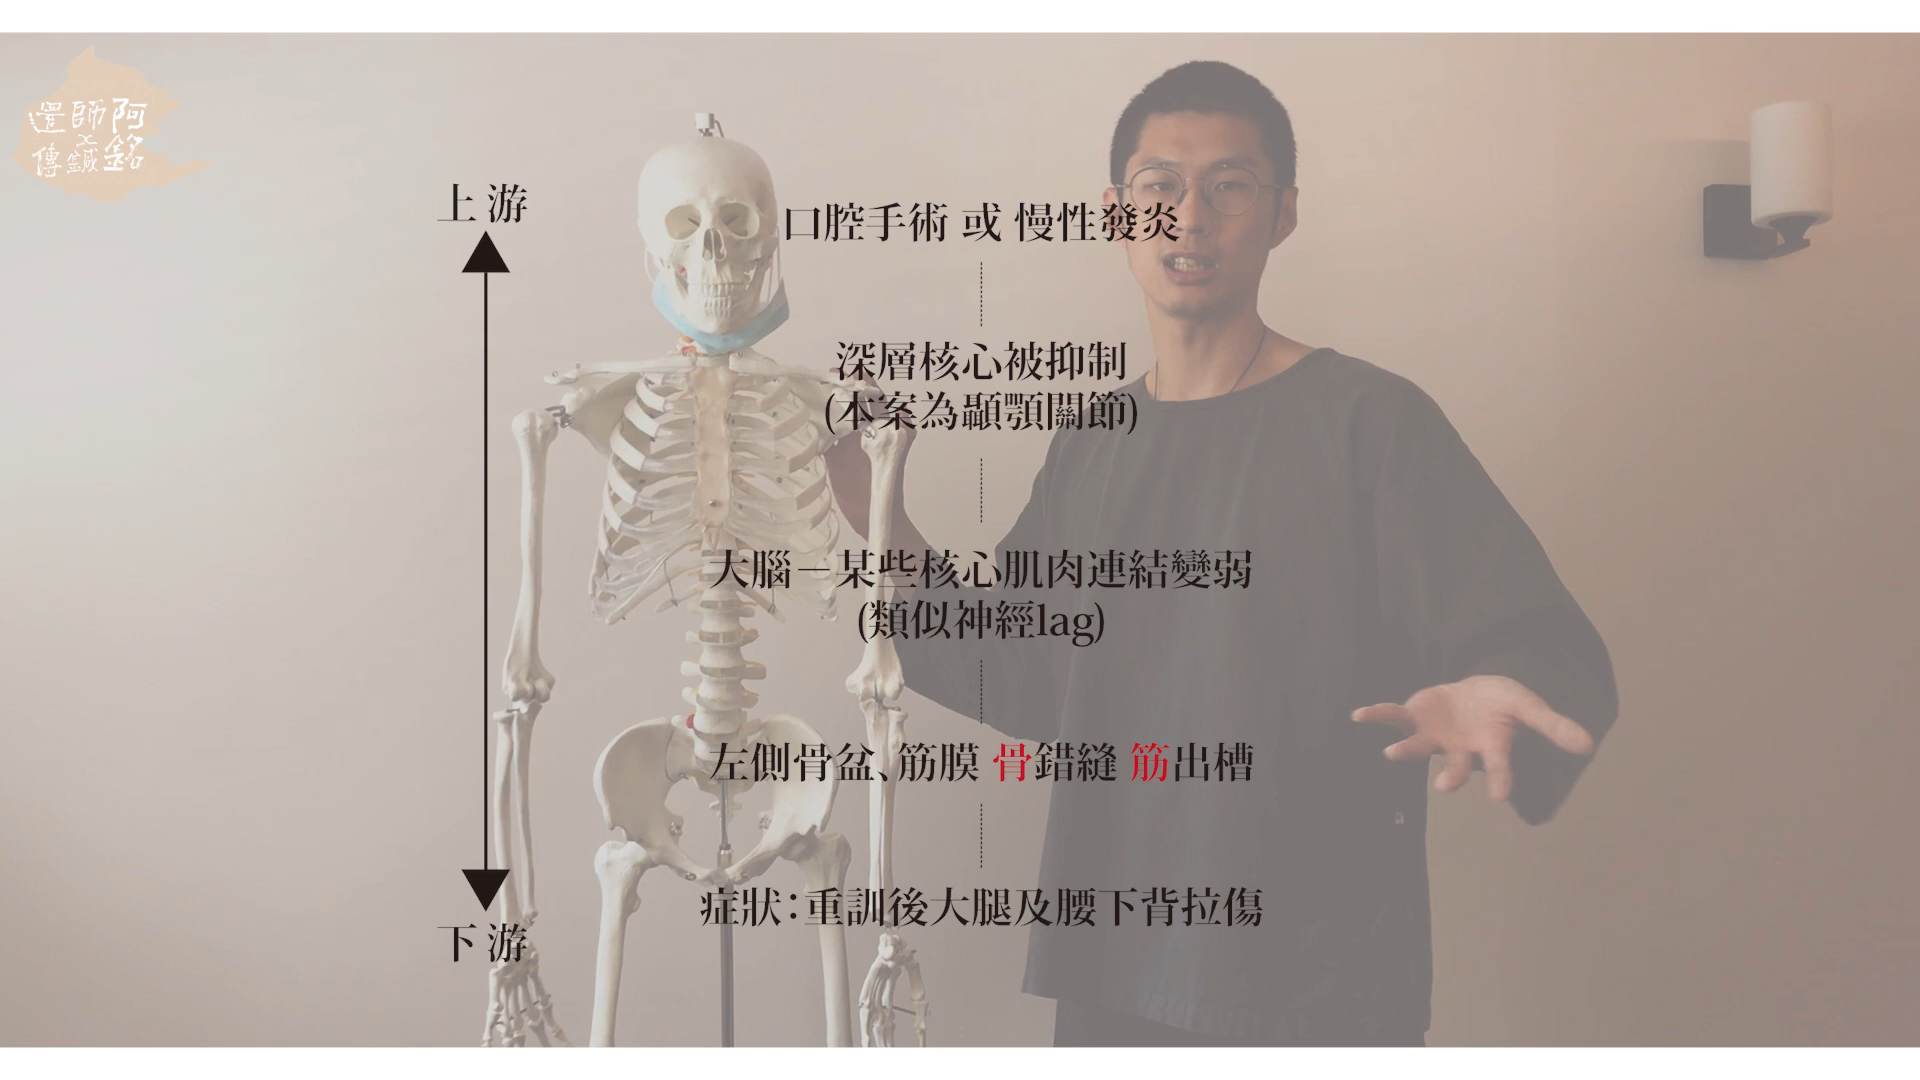 阿銘
師之鍼
還傳
上游
口腔手術 或 慢性發炎
深層核心被抑制
(本案為顳顎關節)
大腦－某些核心肌肉連結變弱
(類似神經lag)
左側骨盆、筋膜 骨錯縫 筋出槽
症狀：重訓後大腿及腰下背拉傷
下游